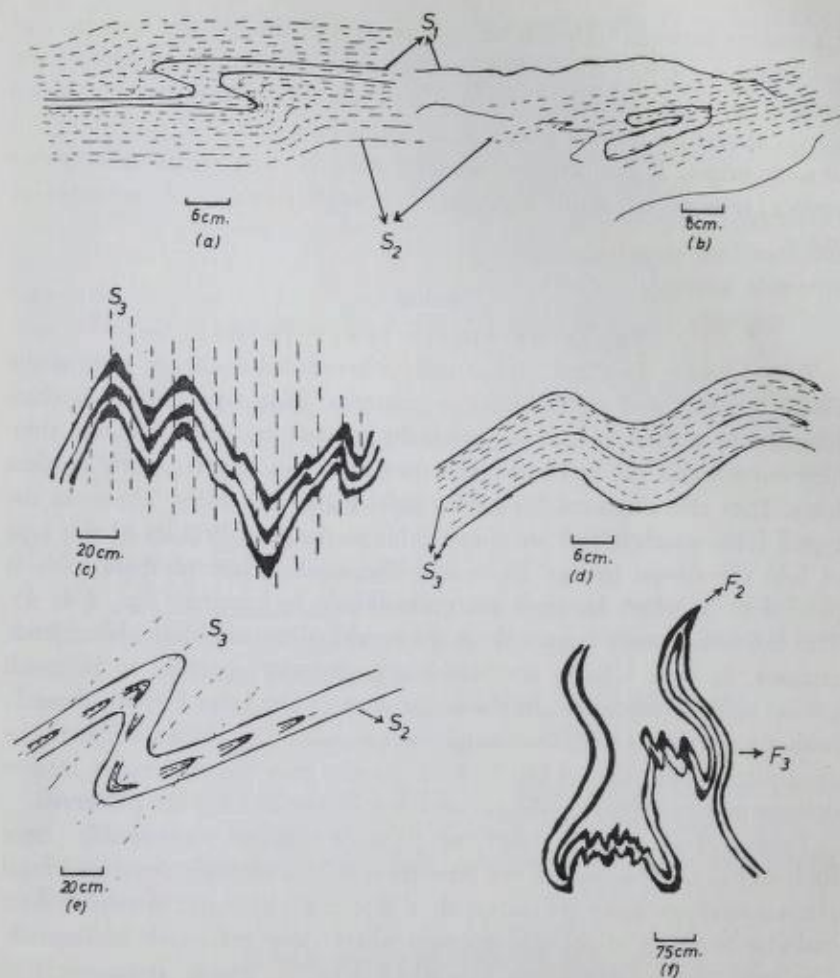 S₁
6cm.
(a)
S₂
8cm.
(b)
S₃
20cm.
(c)
6cm.
(d)
S₃
S₃
S₂
20cm.
(e)
F₂
F₃
75cm.
(f)